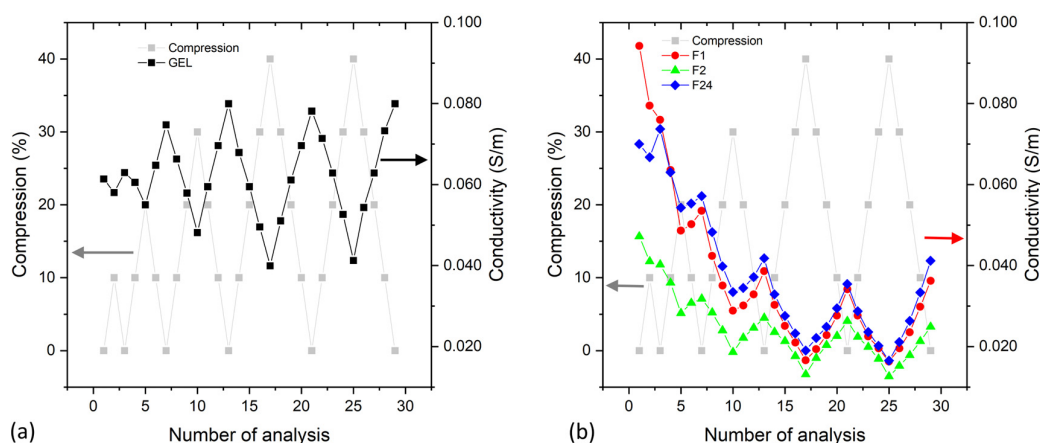 Compression
GEL
Compression (%)
40
30
20
10
0
0.100
0.080
0.060
0.040
0.020
Conductivity (S/m)
0 5 10 15 20 25 30
Number of analysis
(a)
Compression
F1
F2
F24
Compression (%)
40
30
20
10
0
0.100
0.080
0.060
0.040
0.020
Conductivity (S/m)
0 5 10 15 20 25 30
Number of analysis
(b)